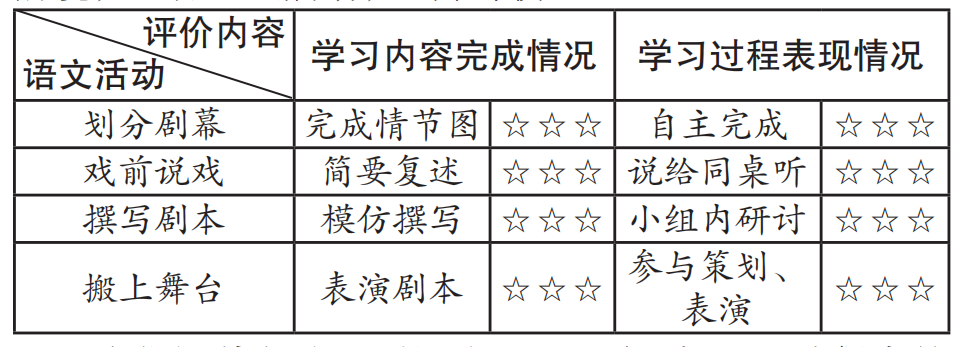 评价内容
语文活动
学习内容完成情况 学习过程表现情况
划分剧幕 完成情节图 ☆☆☆ 自主完成 ☆☆☆
戏前说戏 简要复述 ☆☆☆ 说给同桌听 ☆☆☆
撰写剧本 模仿撰写 ☆☆☆ 小组内研讨 ☆☆☆
搬上舞台 表演剧本 ☆☆☆ 参与策划、
表演 ☆☆☆